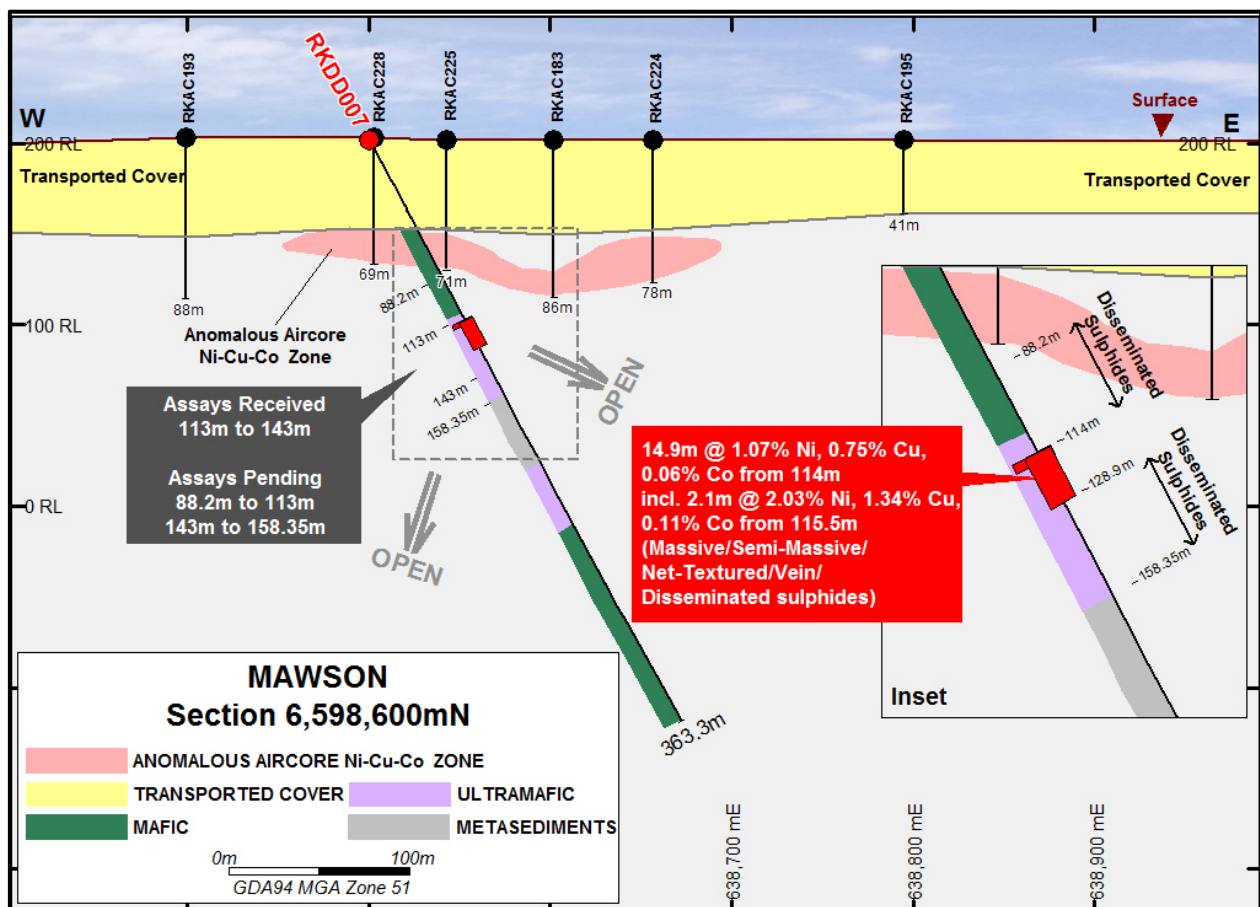 RKAC193
RKDD007
RKAC228
RKAC225
RKAC183
RKAC224
RKAC195
Surface
W
E
200 RL
200 RL
Transported Cover
Transported Cover
88m
69m
71m
86m
78m
41m
Anomalous Aircore
Ni-Cu-Co Zone
100 RL
0 RL
88.2m
113m
143m
158.35m
OPEN
OPEN
363.3m
Assays Received
113m to 143m
Assays Pending
88.2m to 113m
143m to 158.35m
14.9m @ 1.07% Ni, 0.75% Cu,
0.06% Co from 114m
incl. 2.1m @ 2.03% Ni, 1.34% Cu,
0.11% Co from 115.5m
(Massive/Semi-Massive/
Net-Textured/Vein/
Disseminated sulphides)
~88.2m
~114m
~128.9m
~158.35m
Disseminated
Sulphides
Disseminated
Sulphides
Inset
MAWSON
Section 6,598,600mN
ANOMALOUS AIRCORE Ni-Cu-Co ZONE
TRANSPORTED COVER
ULTRAMAFIC
MAFIC
METASEDIMENTS
0m
100m
GDA94 MGA Zone 51
638,700 mE
638,800 mE
638,900 mE